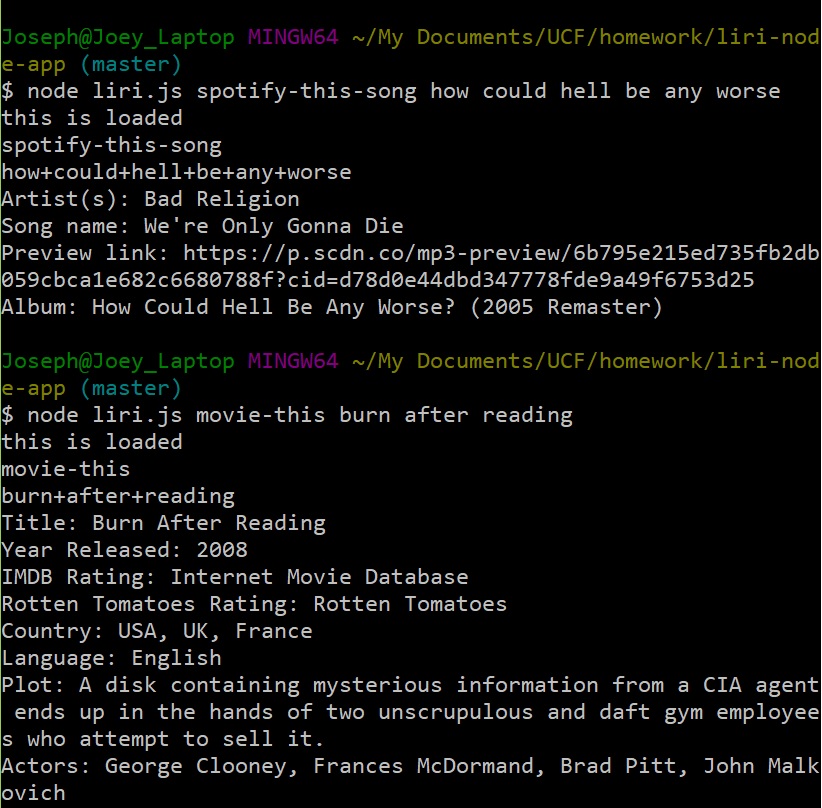 Joseph@Joey_Laptop MINGW64 ~/My Documents/UCF/homework/liri-nod
e-app (master)
$ node liri.js spotify-this-song how could hell be any worse
this is loaded
spotify-this-song
how+could+hell+be+any+worse
Artist(s): Bad Religion
Song name: We're Only Gonna Die
Preview link: https://p.scdn.co/mp3-preview/6b795e215ed735fb2db
059cbca1e682c6680788f?cid=d78d0e44dbd347778fde9a49f6753d25
Album: How Could Hell Be Any Worse? (2005 Remaster)
Joseph@Joey_Laptop MINGW64 ~/My Documents/UCF/homework/liri-nod
e-app (master)
$ node liri.js movie-this burn after reading
this is loaded
movie-this
burn+after+reading
Title: Burn After Reading
Year Released: 2008
IMDB Rating: Internet Movie Database
Rotten Tomatoes Rating: Rotten Tomatoes
Country: USA, UK, France
Language: English
Plot: A disk containing mysterious information from a CIA agent
 ends up in the hands of two unscrupulous and daft gym employee
s who attempt to sell it.
Actors: George Clooney, Frances McDormand, Brad Pitt, John Malk
ovich